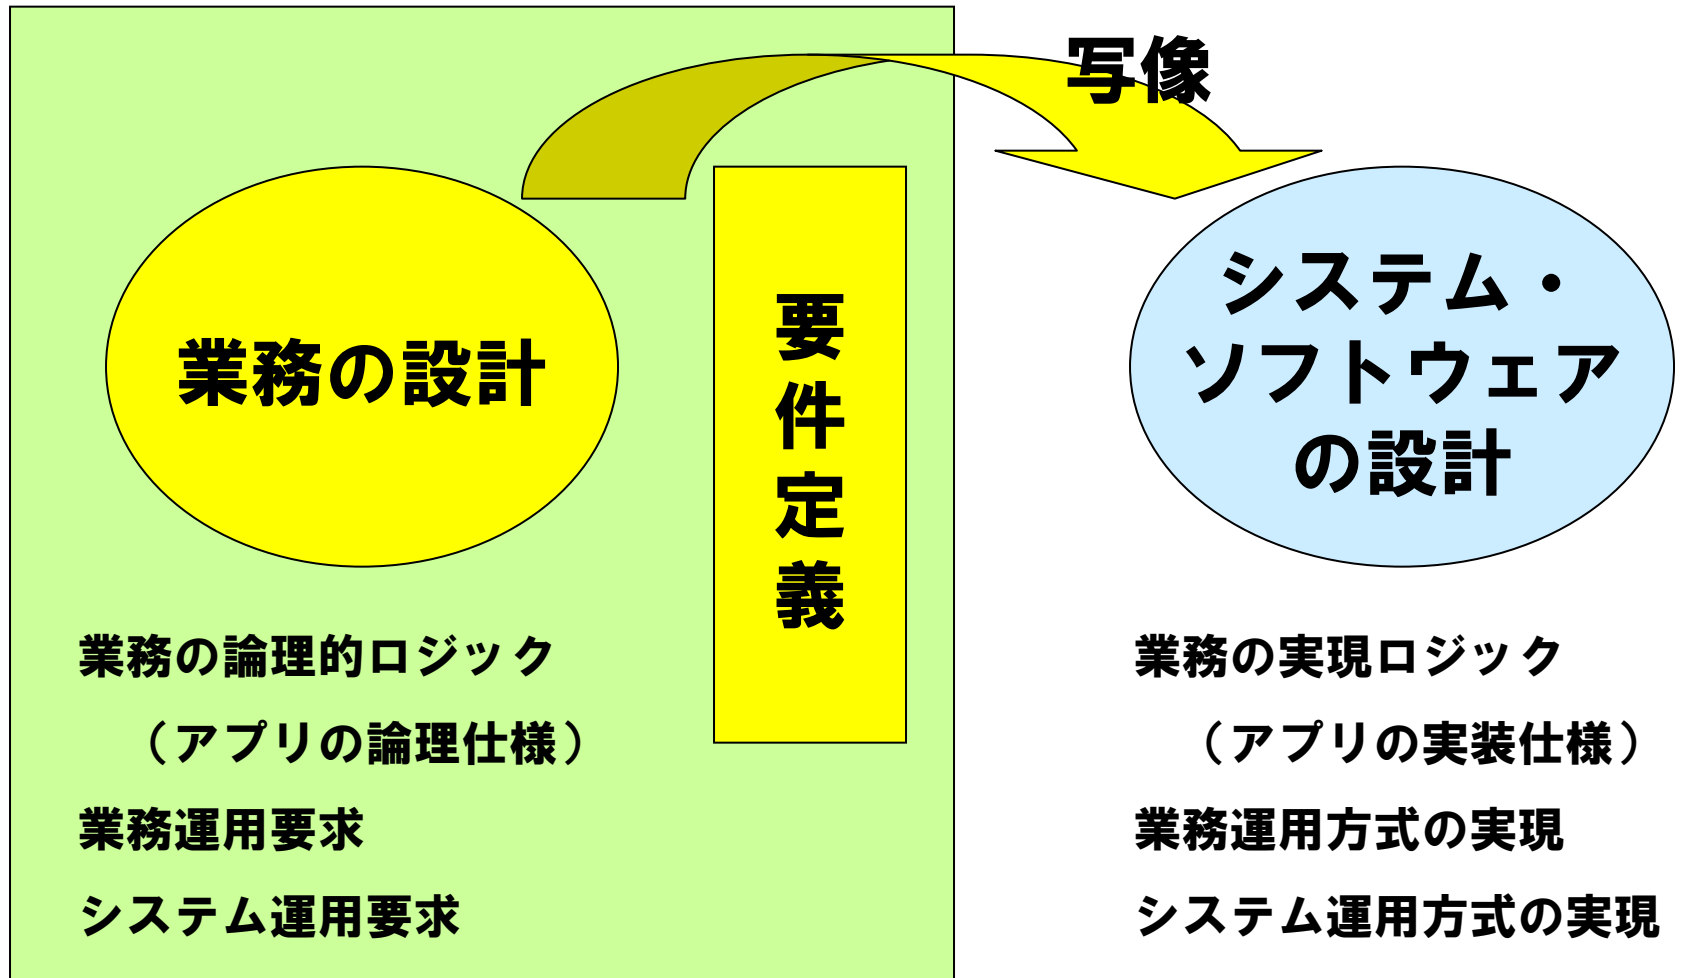 写像
業務の設計
要件定義
システム・
ソフトウェア
の設計
業務の論理的ロジック
（アプリの論理仕様）
業務運用要求
システム運用要求
業務の実現ロジック
（アプリの実装仕様）
業務運用方式の実現
システム運用方式の実現